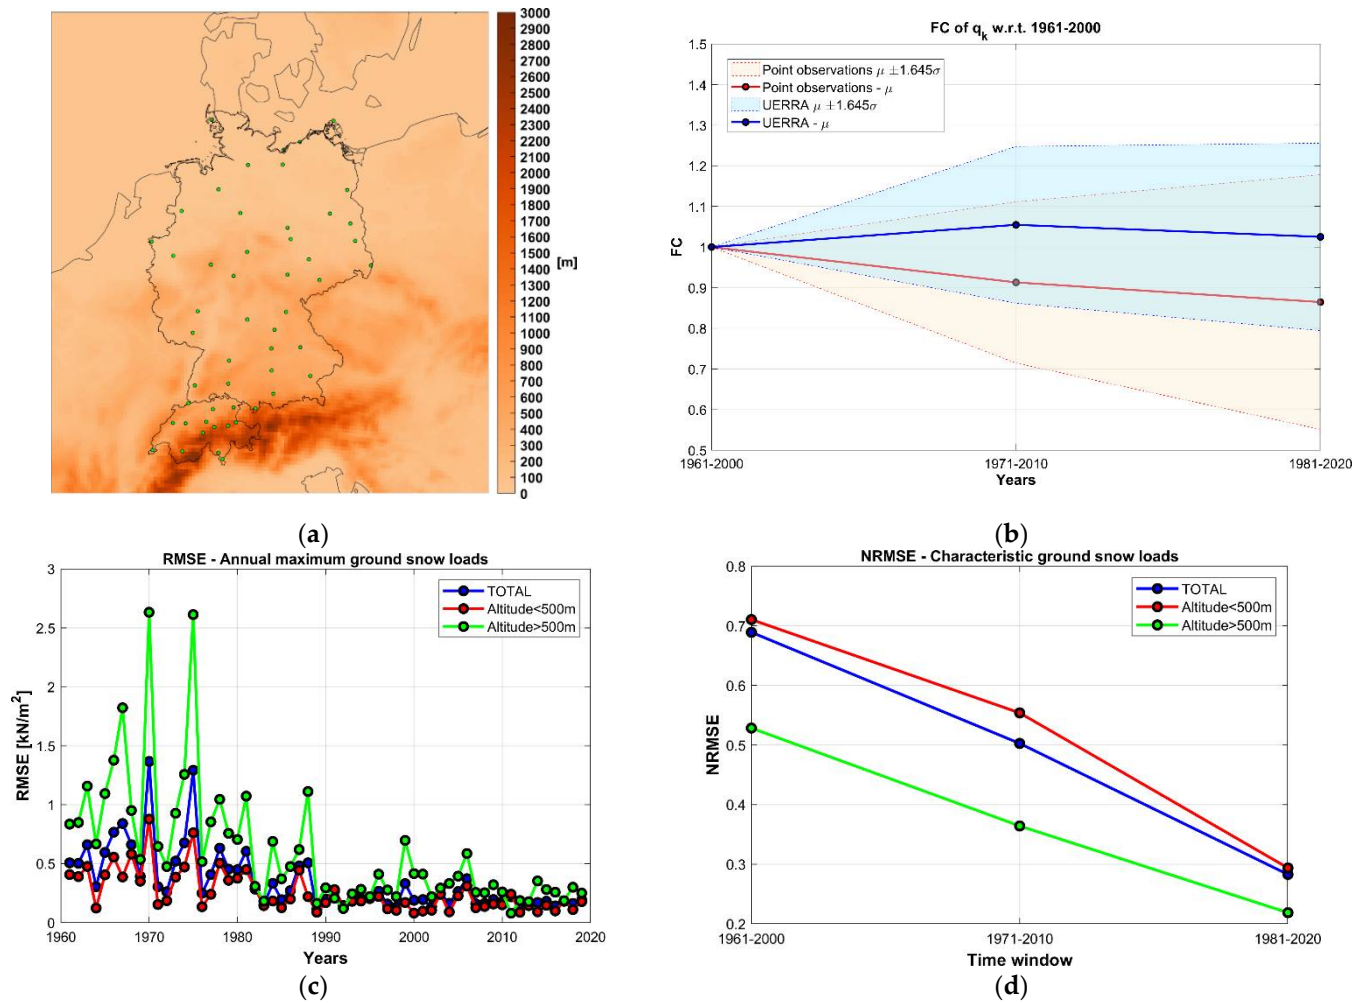 3000
2900
2800
2700
2600
2500
2400
2300
2200
2100
2000
1900
1800
1700
1600
1500
1400
1300
1200
1100
1000
900
800
700
600
500
400
300
200
100
0
[m]
(a)
FC of qk w.r.t. 1961-2000
Point observations μ ±1.645σ
Point observations - μ
UERRA μ ±1.645σ
UERRA - μ
FC
1.5
1.4
1.3
1.2
1.1
1
0.9
0.8
0.7
0.6
0.5
1961-2000 1971-2010 1981-2020
Years
(b)
RMSE - Annual maximum ground snow loads
TOTAL
Altitude<500m
Altitude>500m
RMSE [kN/m²]
3
2.5
2
1.5
1
0.5
0
1960 1970 1980 1990 2000 2010 2020
Years
(c)
NRMSE - Characteristic ground snow loads
TOTAL
Altitude<500m
Altitude>500m
NRMSE
0.8
0.7
0.6
0.5
0.4
0.3
0.2
1961-2000 1971-2010 1981-2020
Time window
(d)